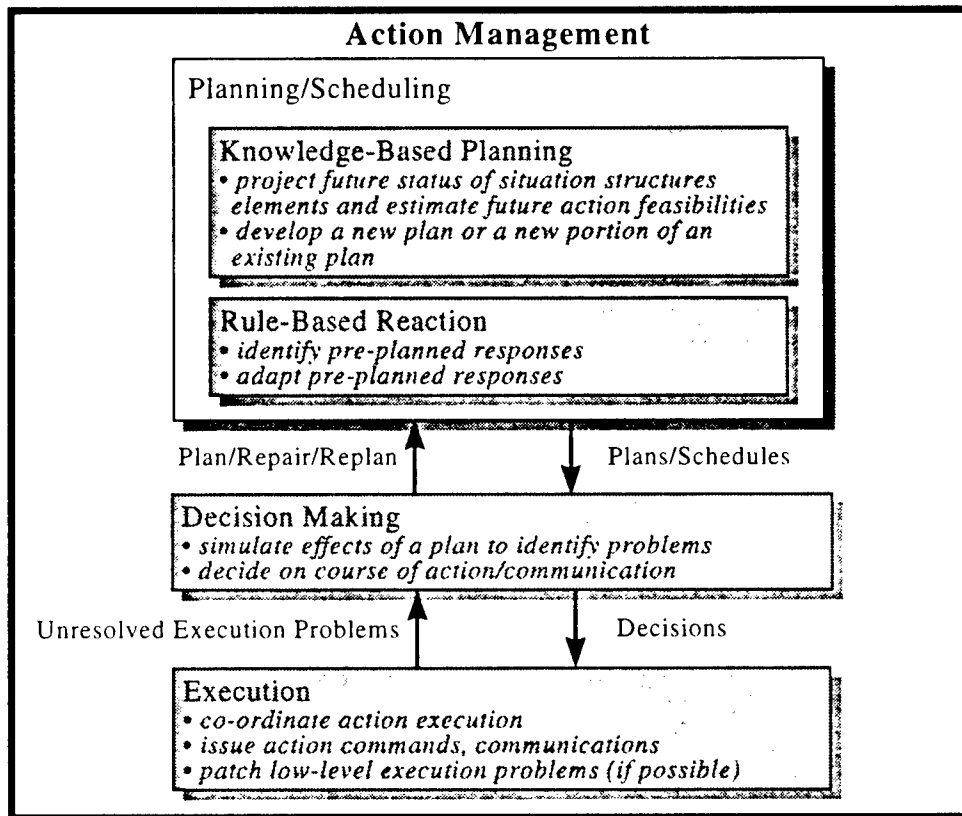 Action Management
Planning/Scheduling
Knowledge-Based Planning
• project future status of situation structures
elements and estimate future action feasibilities
• develop a new plan or a new portion of an
existing plan
Rule-Based Reaction
• identify pre-planned responses
• adapt pre-planned responses
Plan/Repair/Replan
Plans/Schedules
Decision Making
• simulate effects of a plan to identify problems
• decide on course of action/communication
Unresolved Execution Problems
Decisions
Execution
• co-ordinate action execution
• issue action commands, communications
• patch low-level execution problems (if possible)